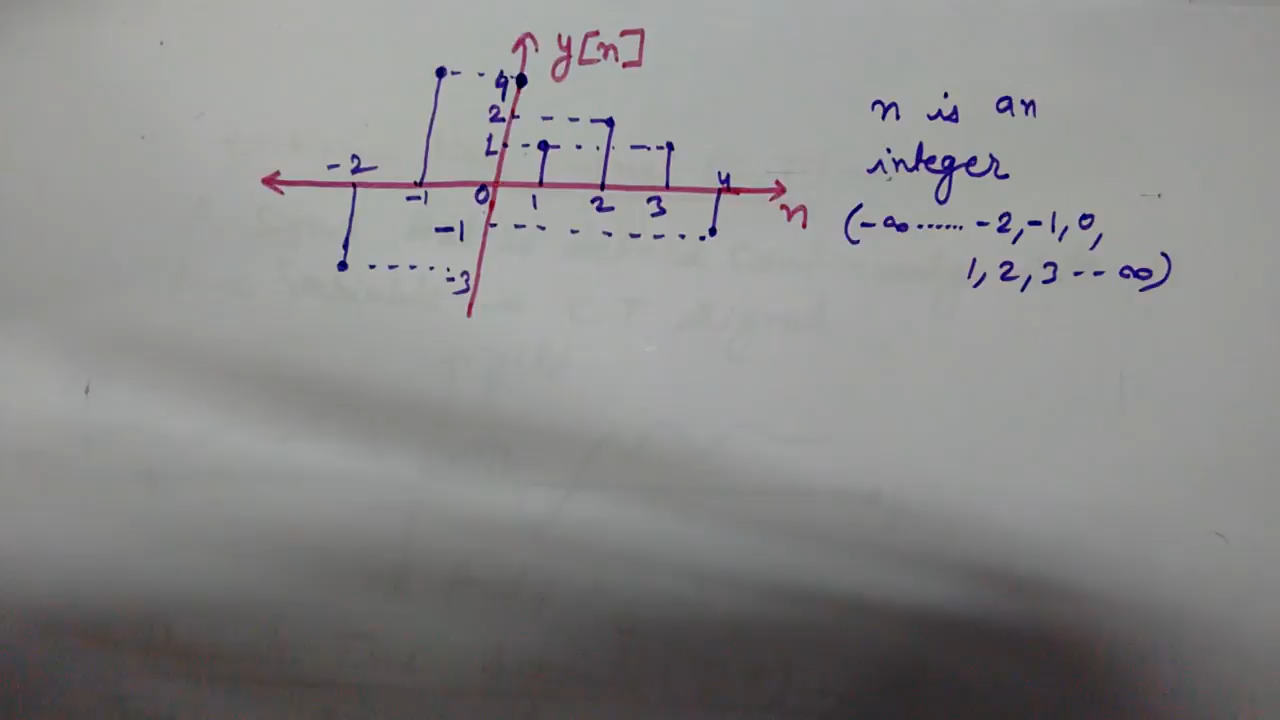 y[n]
4
2
1
-2
-1
0
1
2
3
4
n
-1
-3
n is an
integer
(-∞ ...... -2, -1, 0,
1, 2, 3 -- ∞)